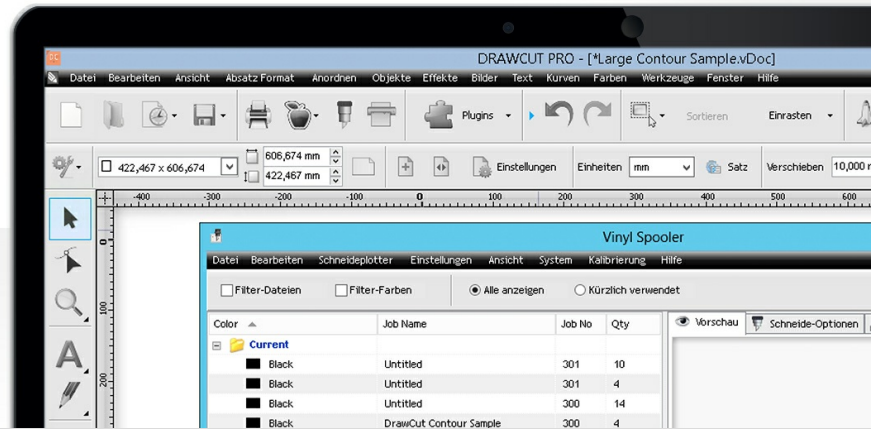 DRAWCUT PRO - [*Large Contour Sample.vDoc]
Datei Bearbeiten Ansicht Absatz Format Anordnen Objekte Effekte Bilder Text Kurven Farben Werkzeuge Fenster Hilfe
Plugins Sortieren Einrasten
422,467 x 606,674 606,674 mm 422,467 mm Einstellungen Einheiten mm Satz Verschieben 10,000
-400 -300 -200 -100 0 100 200 300 400 500 600
0
100
200
Vinyl Spooler
Datei Bearbeiten Schneideplotter Einstellungen Ansicht System Kalibrierung Hilfe
Filter-Dateien Filter-Farben Alle anzeigen Kürzlich verwendet
Color Job Name Job No Qty Vorschau Schneide-Optionen
Current
Black Untitled 301 10
Black Untitled 301 4
Black Untitled 300 14
Black DrawCut Contour Sample 300 4